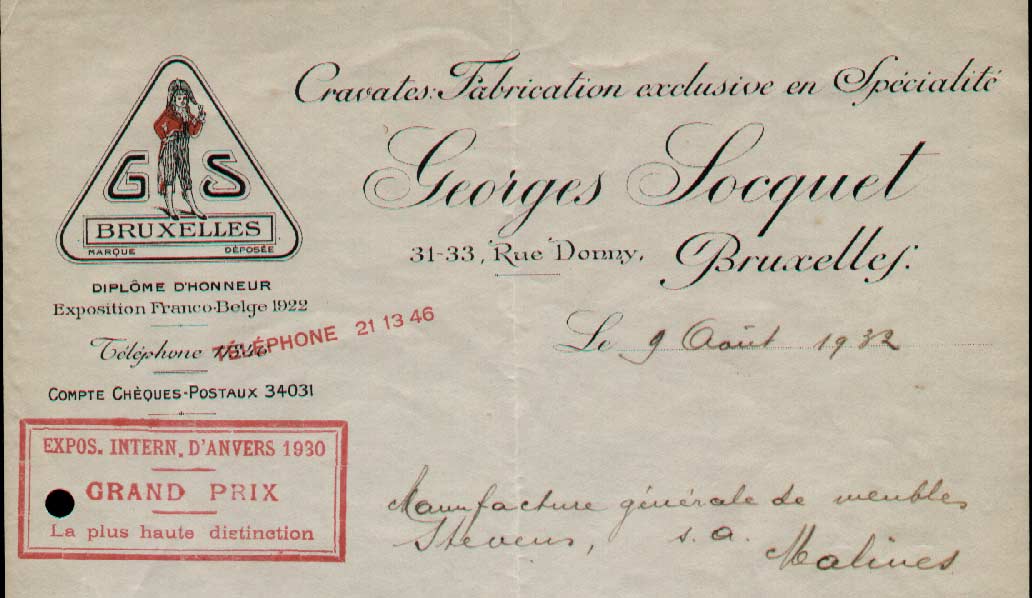 Cravates: Fabrication exclusive en Spécialité
Georges Socquet
31-33, Rue Donny, Bruxelles.
G S
BRUXELLES
MARQUE DÉPOSÉE
DIPLÔME D'HONNEUR
Exposition Franco-Belge 1922
Téléphone
TÉLÉPHONE 21 13 46
COMPTE CHÈQUES-POSTAUX 34031
EXPOS. INTERN. D'ANVERS 1930
GRAND PRIX
La plus haute distinction
Le 9 Août 1932
Manufacture générale de meubles
Stevens, s.a.
Malines